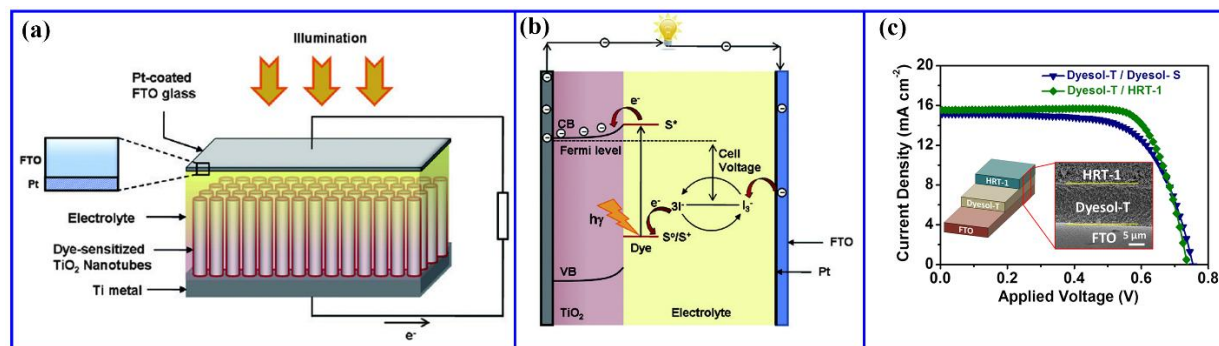 (a)
Illumination
Pt-coated
FTO glass
FTO
Pt
Electrolyte
Dye-sensitized
TiO₂ Nanotubes
Ti metal
e⁻
(b)
CB
e⁻
S*
Fermi level
Cell
Voltage
e⁻
3I⁻
I₃⁻
hγ
S⁰/S⁺
Dye
VB
FTO
Pt
TiO₂
Electrolyte
(c)
Current Density (mA cm⁻²)
20
16
12
8
4
0
Dyesol-T / Dyesol- S
Dyesol-T / HRT-1
HRT-1
Dyesol-T
FTO
HRT-1
Dyesol-T
FTO
5 µm
0.0 0.2 0.4 0.6 0.8
Applied Voltage (V)